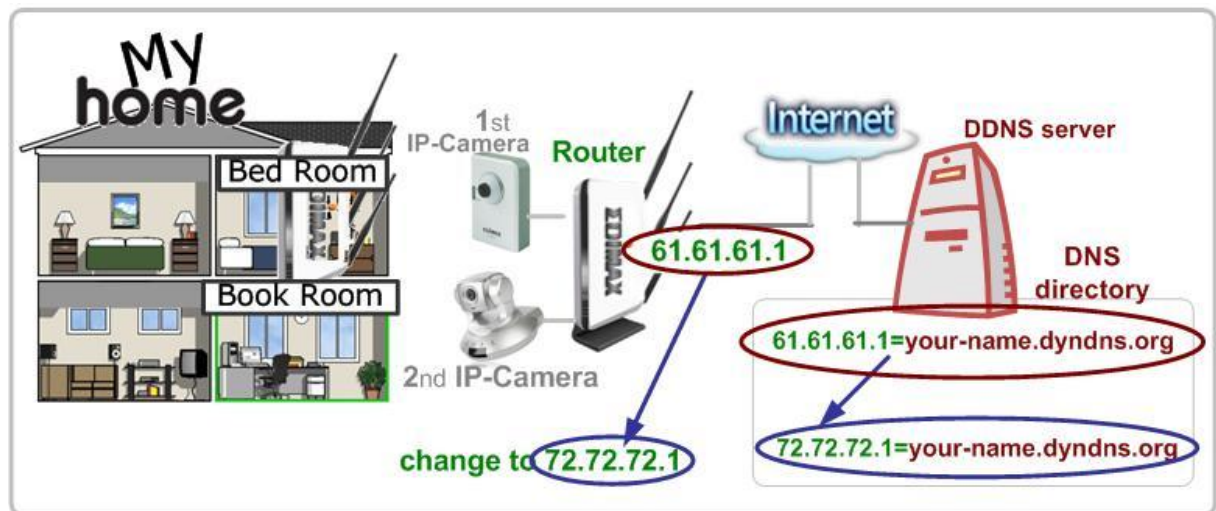 My
home
Bed Room
Book Room
1st
IP-Camera
Router
EDIMAX
2nd IP-Camera
61.61.61.1
change to 72.72.72.1
Internet
DDNS server
DNS
directory
61.61.61.1=your-name.dyndns.org
72.72.72.1=your-name.dyndns.org